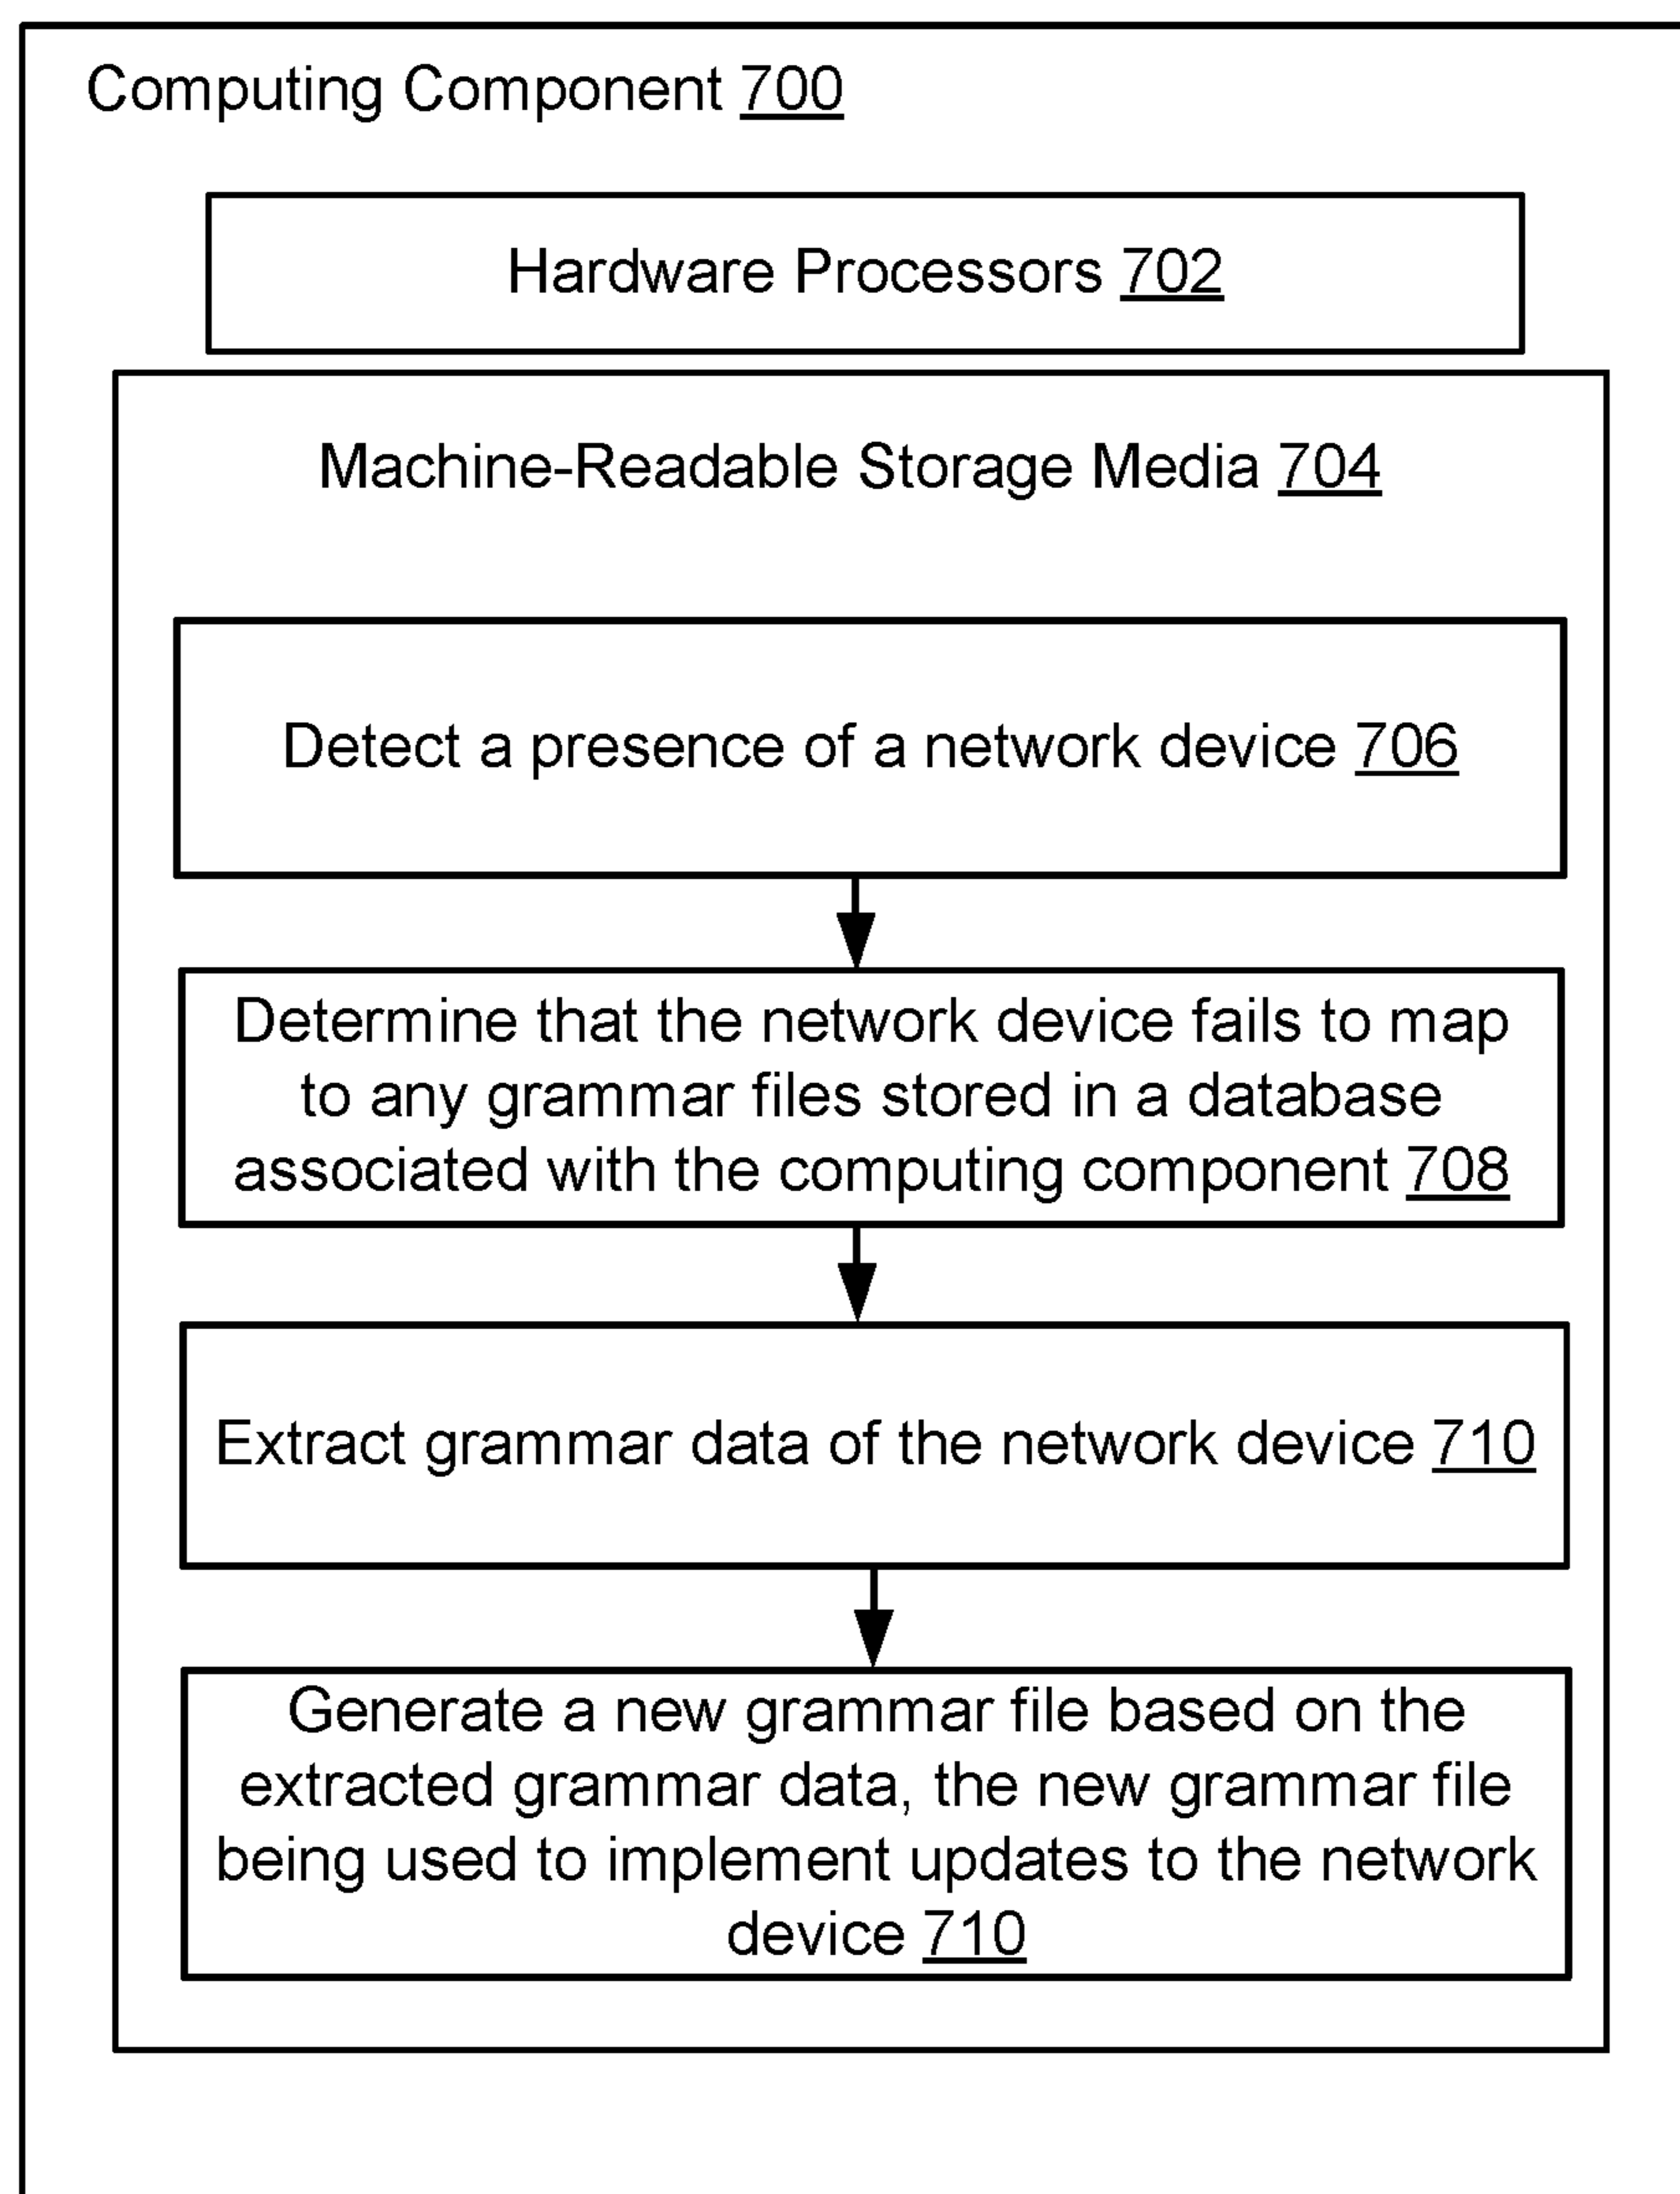 Computing Component 700
Hardware Processors 702
Machine-Readable Storage Media 704
Detect a presence of a network device 706
Determine that the network device fails to map
to any grammar files stored in a database
associated with the computing component 708
Extract grammar data of the network device 710
Generate a new grammar file based on the
extracted grammar data, the new grammar file
being used to implement updates to the network
device 710